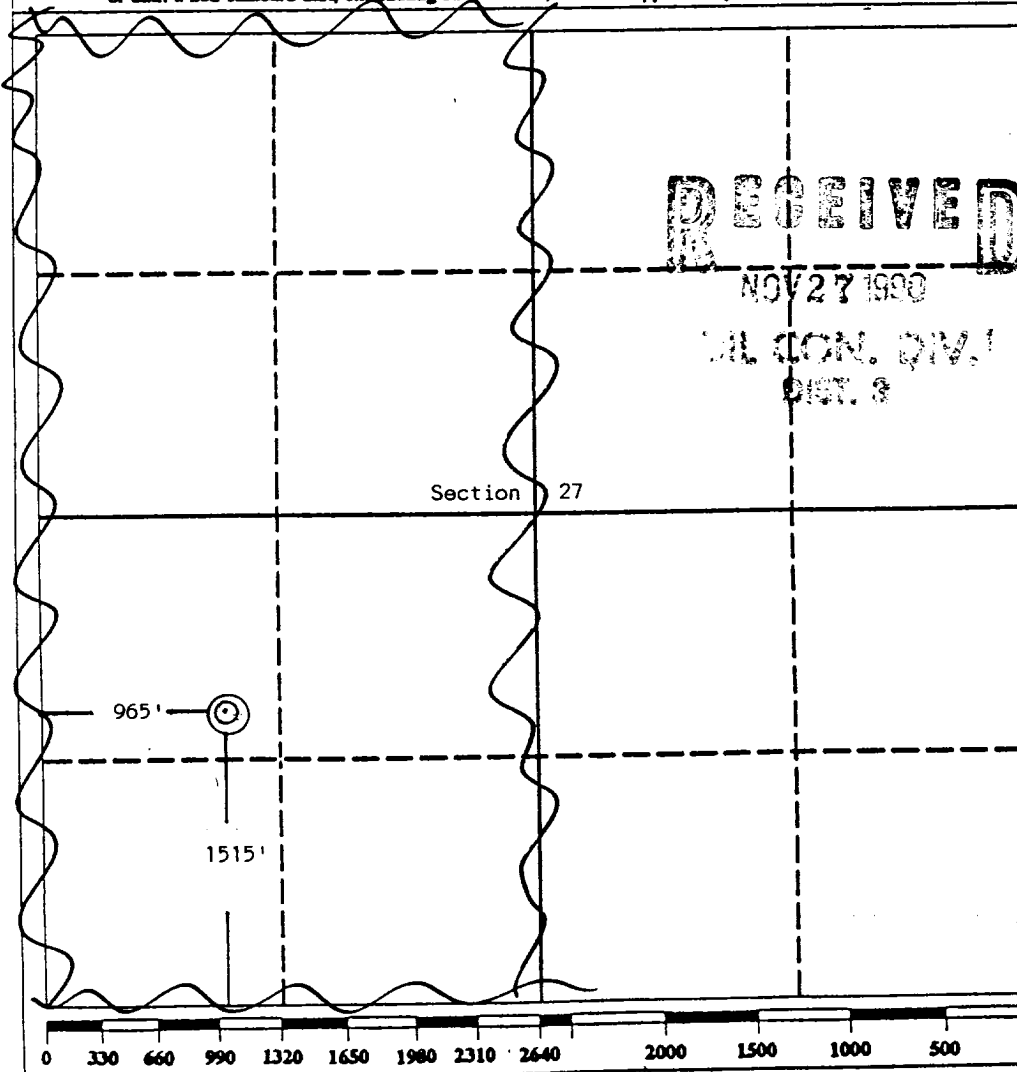 RECEIVED
NOV 27 1990
OIL CON. DIV.
DIST. 3
Section 27
965'
1515'
0 330 660 990 1320 1650 1980 2310 2640 2000 1500 1000 500